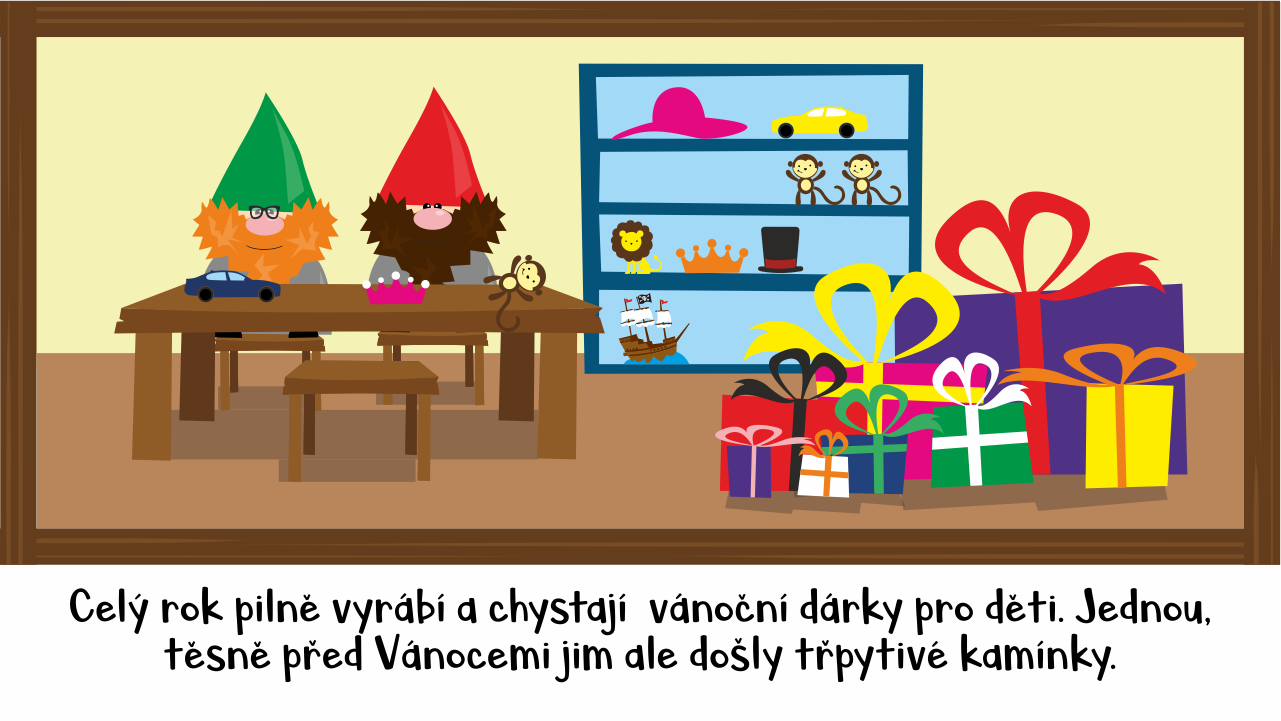 Celý rok pilně vyrábí a chystají vánoční dárky pro děti. Jednou,
těsně před Vánocemi jim ale došly třpytivé kamínky.